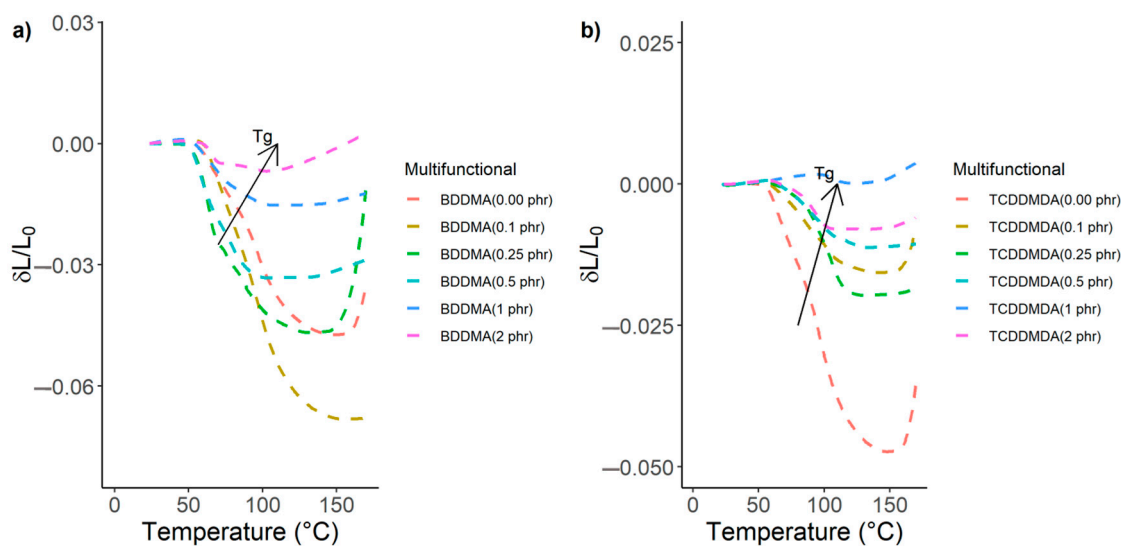 a)
0.03
0.00
−0.03
−0.06
δL/L0
Tg
0
50
100
150
Temperature (°C)
Multifunctional
BDDMA(0.00 phr)
BDDMA(0.1 phr)
BDDMA(0.25 phr)
BDDMA(0.5 phr)
BDDMA(1 phr)
BDDMA(2 phr)
b)
0.025
0.000
−0.025
−0.050
δL/L0
Tg
0
50
100
150
Temperature (°C)
Multifunctional
TCDDMDA(0.00 phr)
TCDDMDA(0.1 phr)
TCDDMDA(0.25 phr)
TCDDMDA(0.5 phr)
TCDDMDA(1 phr)
TCDDMDA(2 phr)